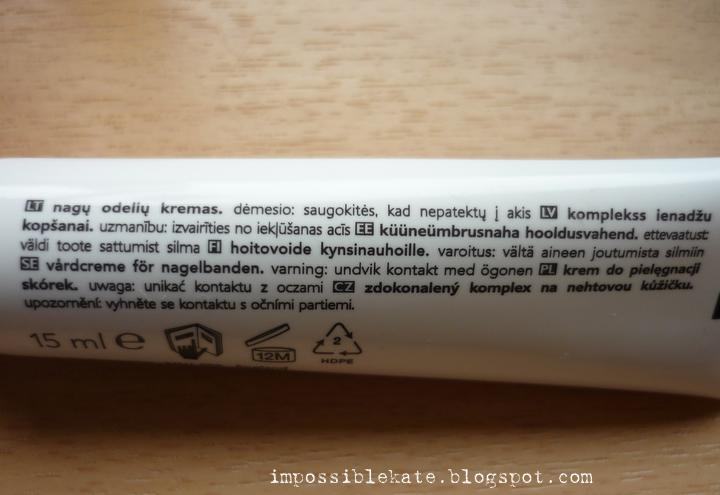 LT nagų odelių kremas. dėmesio: saugokitės, kad nepatektų į akis LV komplekss ienadžu
kopšanai. uzmanību: izvairīties no iekļūšanas acīs EE küüneümbrusnaha hooldusvahend. ettevaatust:
väldi toote sattumist silma FI hoitovoide kynsinauhoille. varoitus: vältä aineen joutumista silmiin
SE vårdcreme för nagelbanden. varning: undvik kontakt med ögonen PL krem do pielęgnacji
skórek. uwaga: unikać kontaktu z oczami CZ zdokonalený komplex na nehtovou kůžičku.
upozornění: vyhněte se kontaktu s očními partiemi.
15 ml e
12M
2
HDPE
impossiblekate.blogspot.com